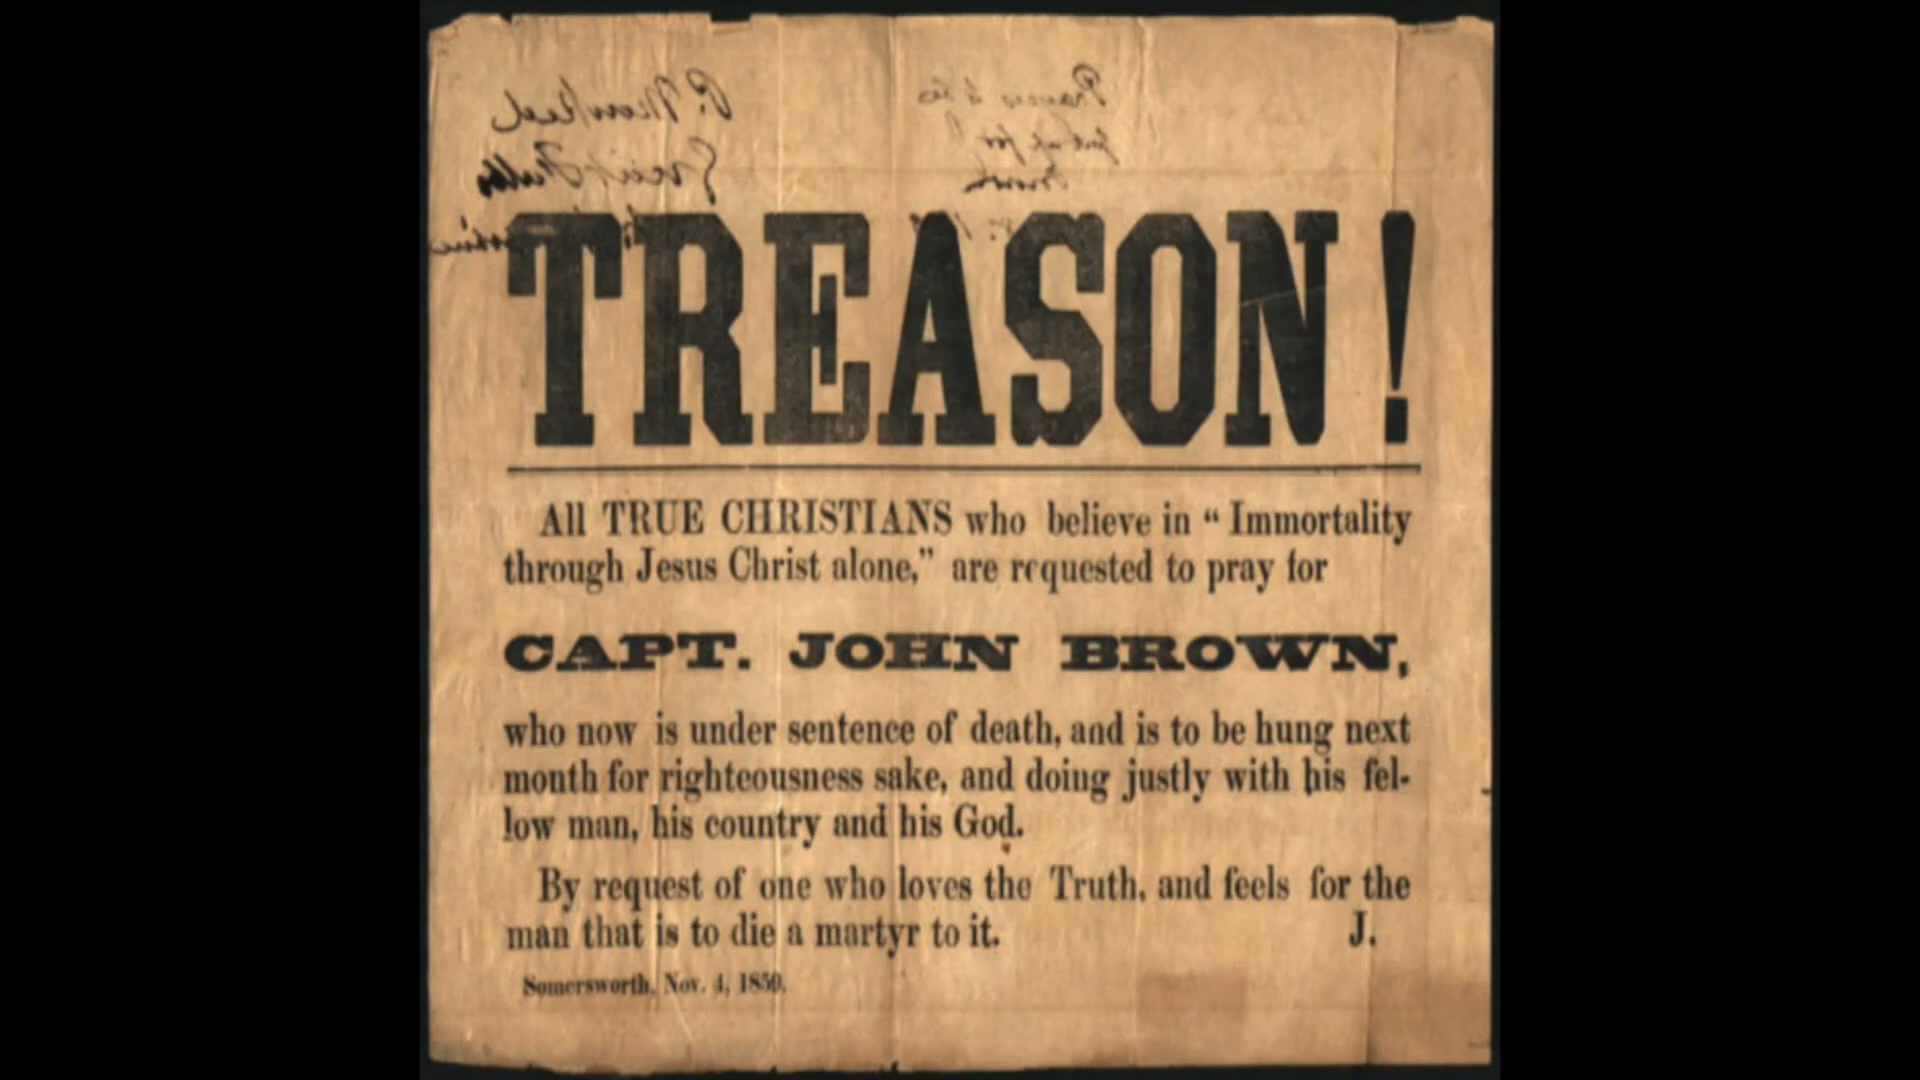 TREASON!
All TRUE CHRISTIANS who believe in “ Immortality
through Jesus Christ alone,” are requested to pray for
CAPT. JOHN BROWN,
who now is under sentence of death, and is to be hung next
month for righteousness sake, and doing justly with his fel-
low man, his country and his God.
By request of one who loves the Truth, and feels for the
man that is to die a martyr to it. J.
Somersworth, Nov. 4, 1859.